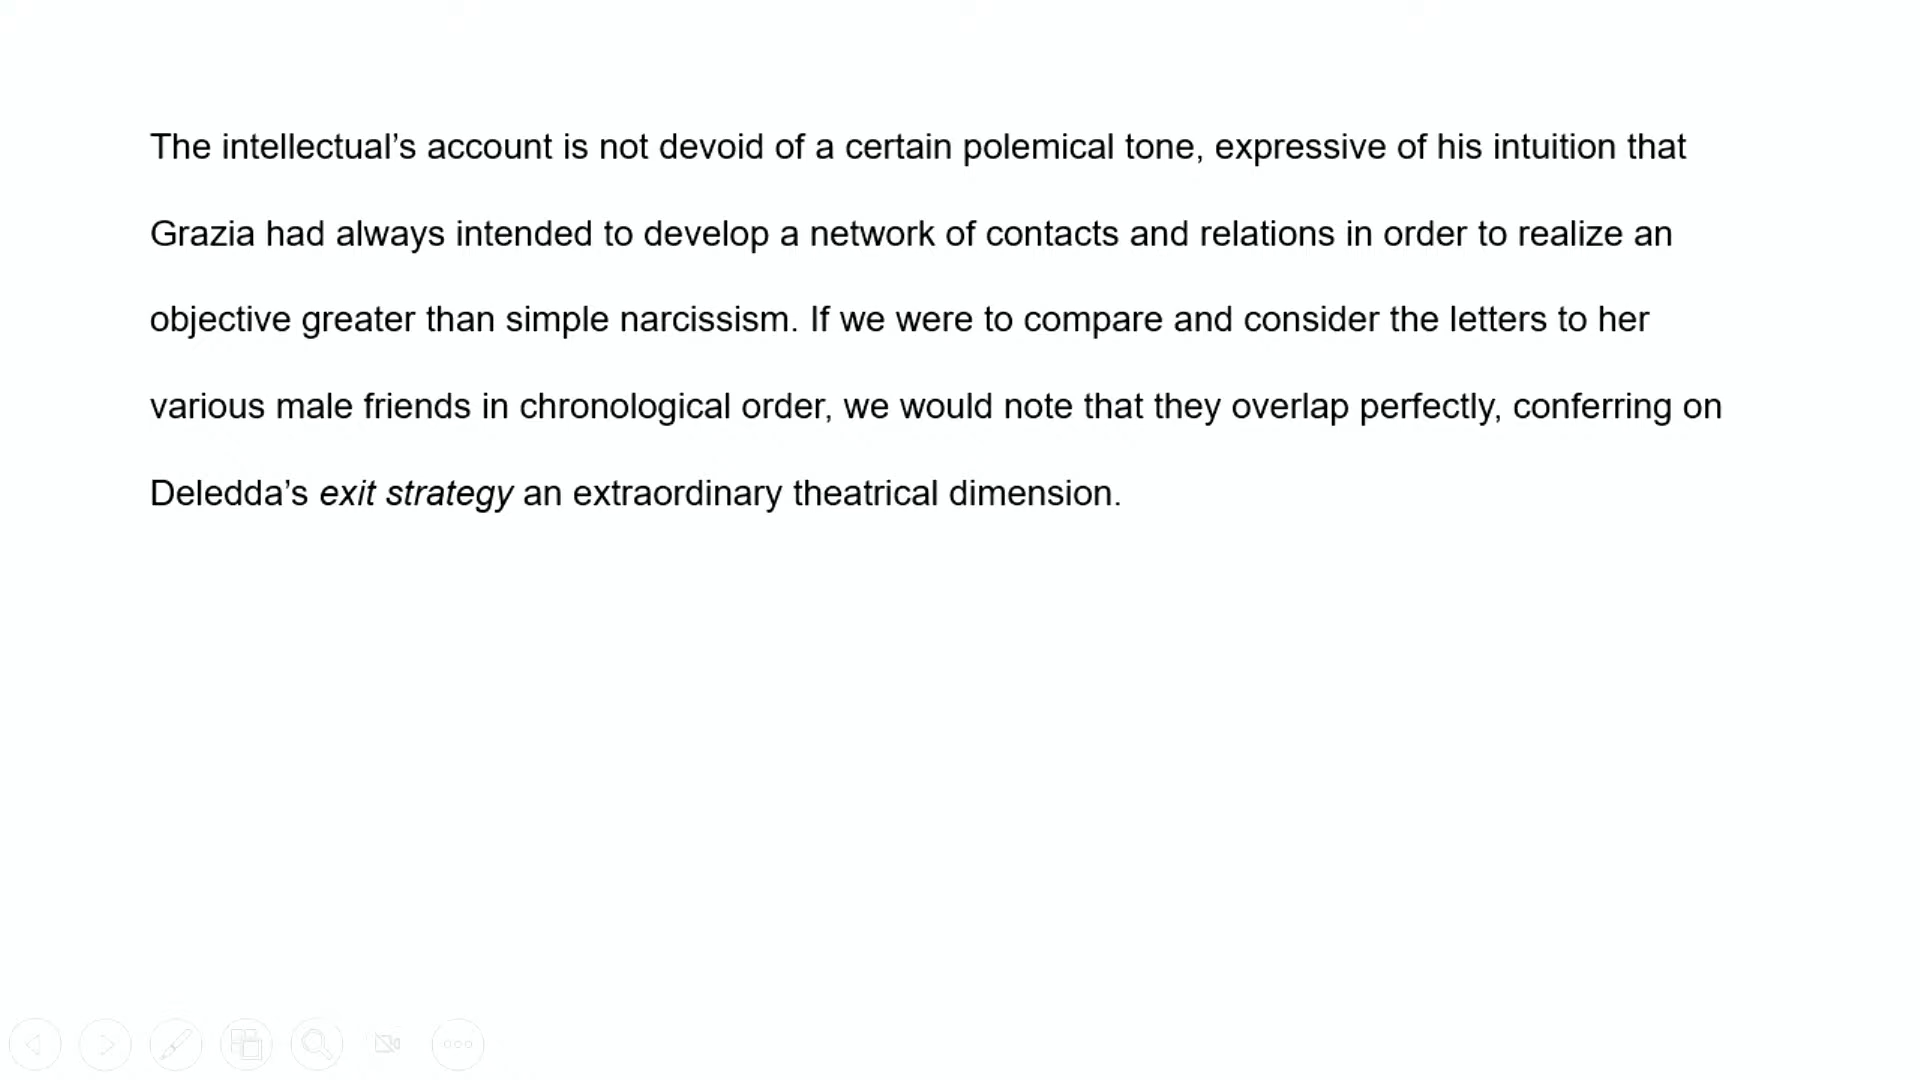 The intellectual’s account is not devoid of a certain polemical tone, expressive of his intuition that
Grazia had always intended to develop a network of contacts and relations in order to realize an
objective greater than simple narcissism. If we were to compare and consider the letters to her
various male friends in chronological order, we would note that they overlap perfectly, conferring on
Deledda’s exit strategy an extraordinary theatrical dimension.